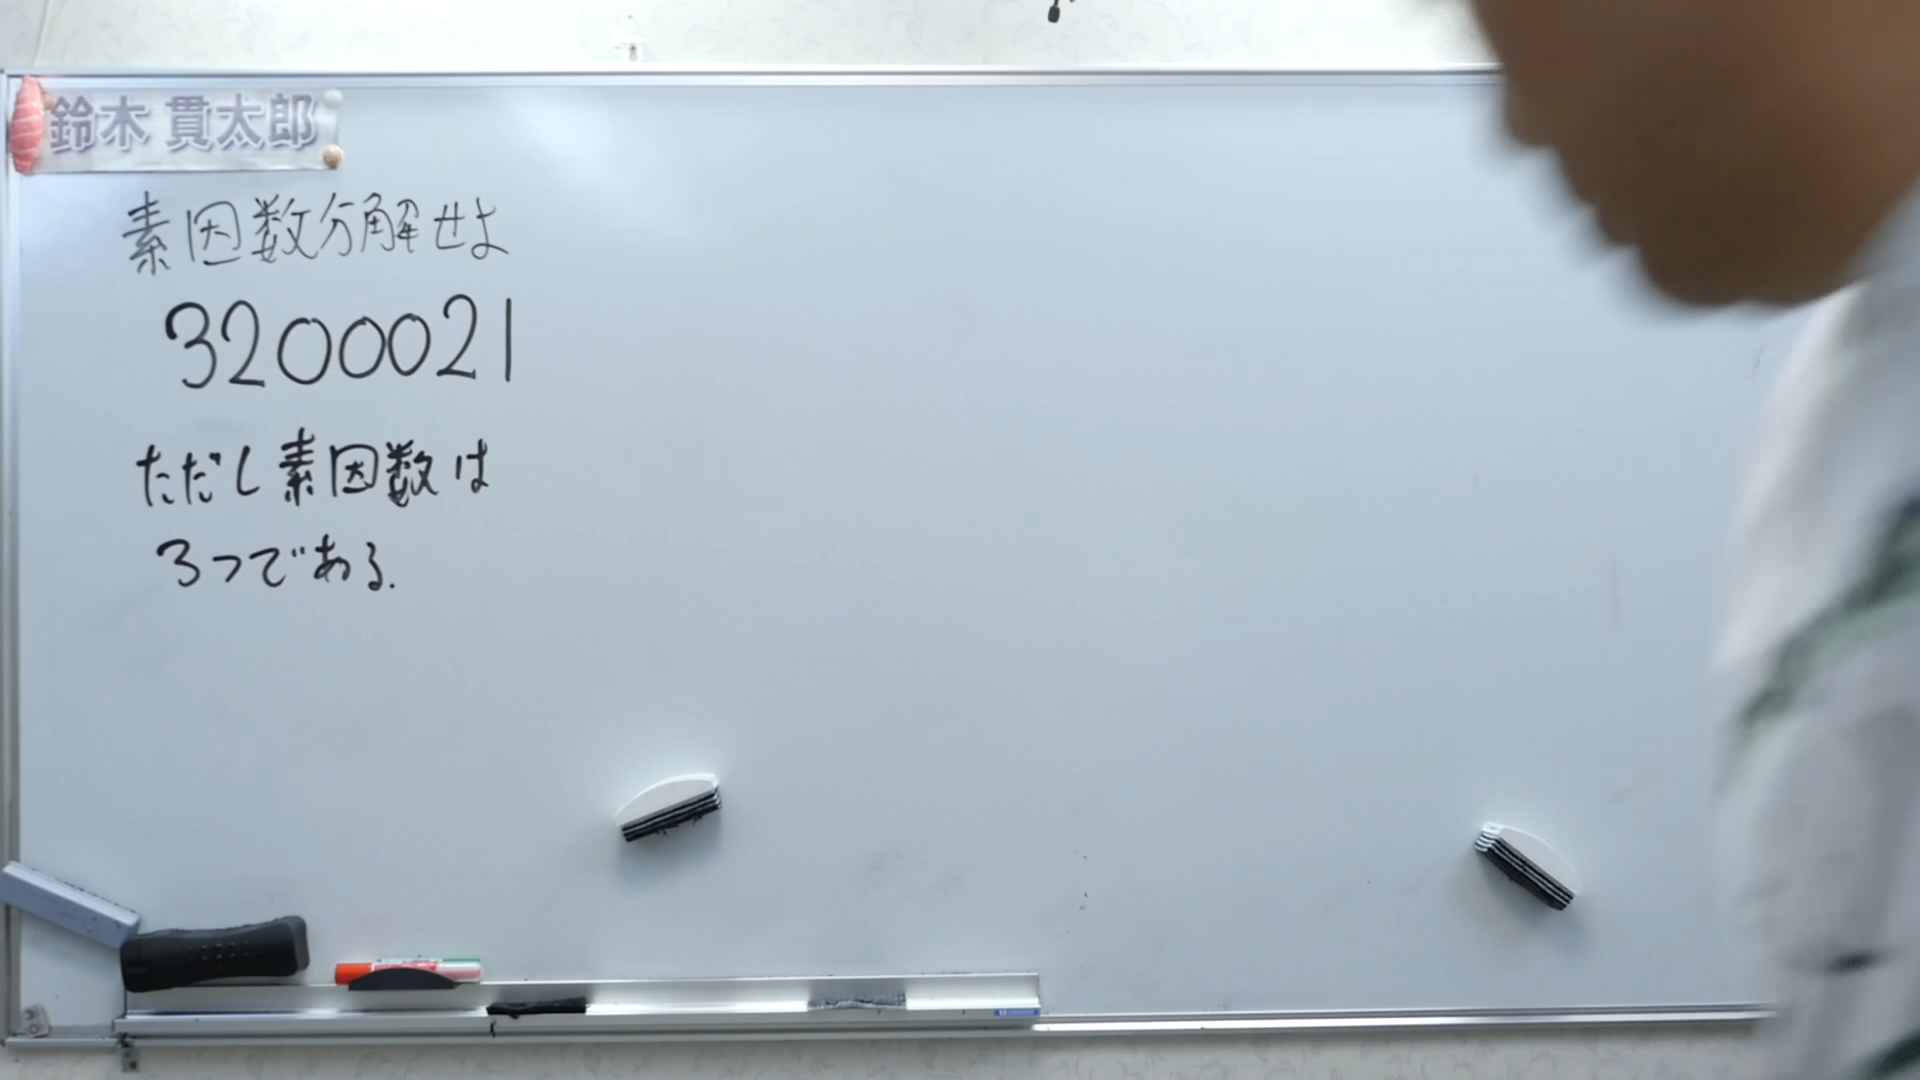 鈴木 貫太郎
素因数分解せよ
3200021
ただし素因数は
3つである.